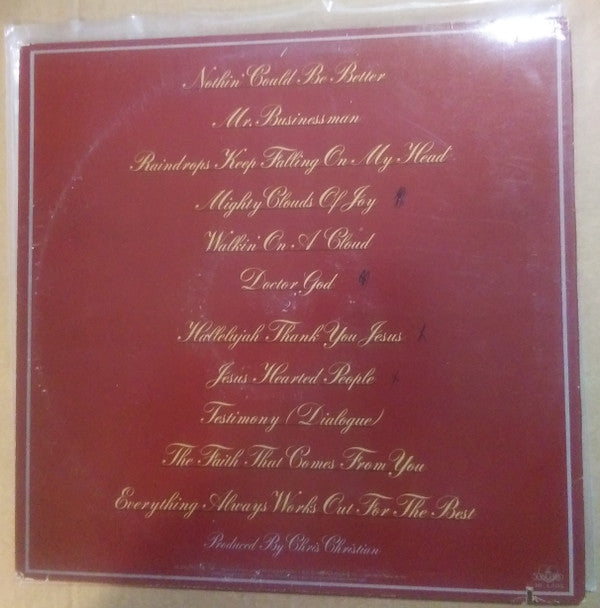 Nothin' Could Be Better
Mr. Businessman
Raindrops Keep Falling On My Head
Mighty Clouds Of Joy
Walkin' On A Cloud
Doctor God
Hallelujah Thank You Jesus
Jesus Hearted People
Testimony (Dialogue)
The Faith That Comes From You
Everything Always Works Out For The Best
Produced By Chris Christian